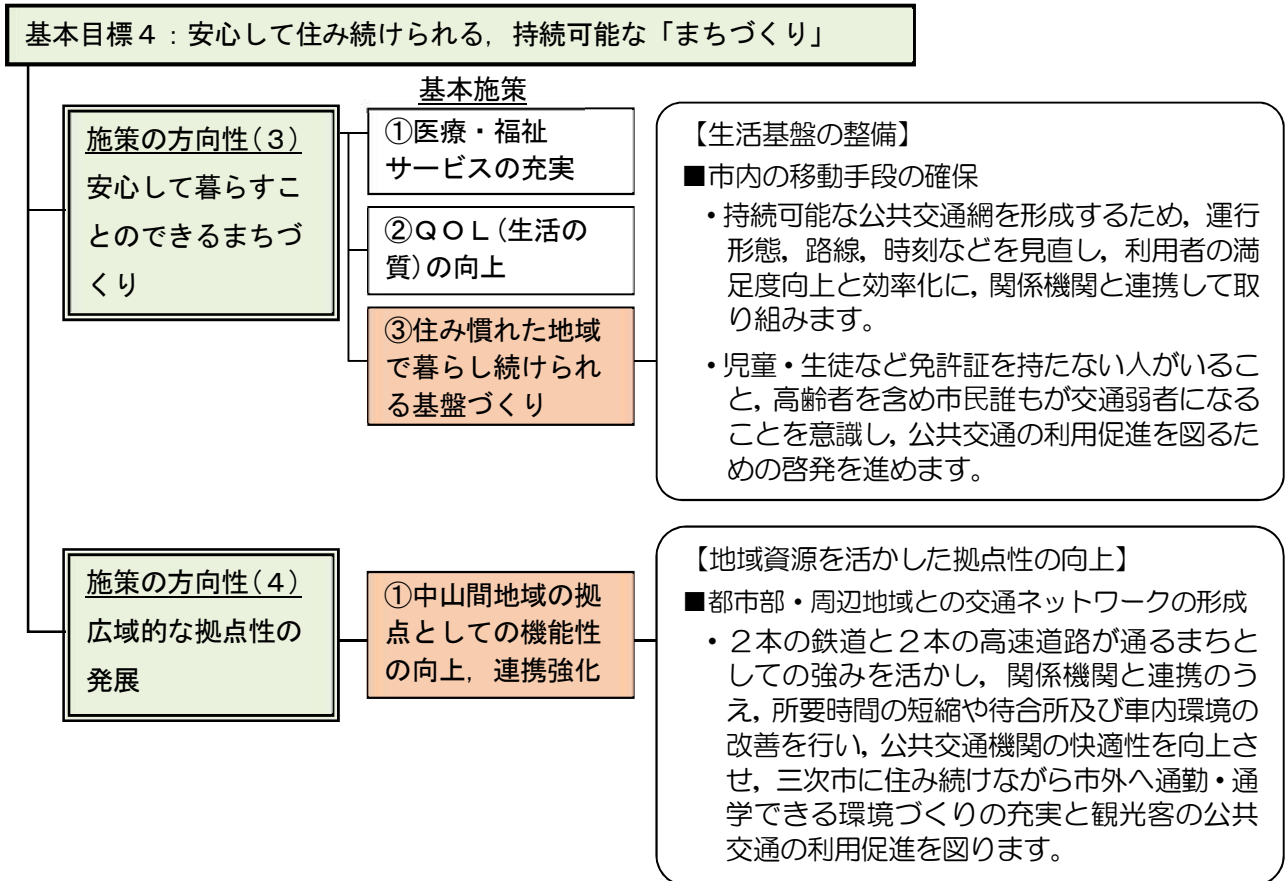 基本目標４：安心して住み続けられる，持続可能な「まちづくり」
基本施策
施策の方向性(３)
安心して暮らすこ
とのできるまちづ
くり
①医療・福祉
サービスの充実
②ＱＯＬ(生活の
質)の向上
③住み慣れた地域
で暮らし続けられ
る基盤づくり
【生活基盤の整備】
■市内の移動手段の確保
・持続可能な公共交通網を形成するため，運行
形態，路線，時刻などを見直し，利用者の満
足度向上と効率化に，関係機関と連携して取
り組みます。
・児童・生徒など免許証を持たない人がいるこ
と，高齢者を含め市民誰もが交通弱者になる
ことを意識し，公共交通の利用促進を図るた
めの啓発を進めます。
施策の方向性(４)
広域的な拠点性の
発展
①中山間地域の拠
点としての機能性
の向上，連携強化
【地域資源を活かした拠点性の向上】
■都市部・周辺地域との交通ネットワークの形成
・２本の鉄道と２本の高速道路が通るまちと
しての強みを活かし，関係機関と連携のう
え，所要時間の短縮や待合所及び車内環境の
改善を行い，公共交通機関の快適性を向上さ
せ，三次市に住み続けながら市外へ通勤・通
学できる環境づくりの充実と観光客の公共
交通の利用促進を図ります。